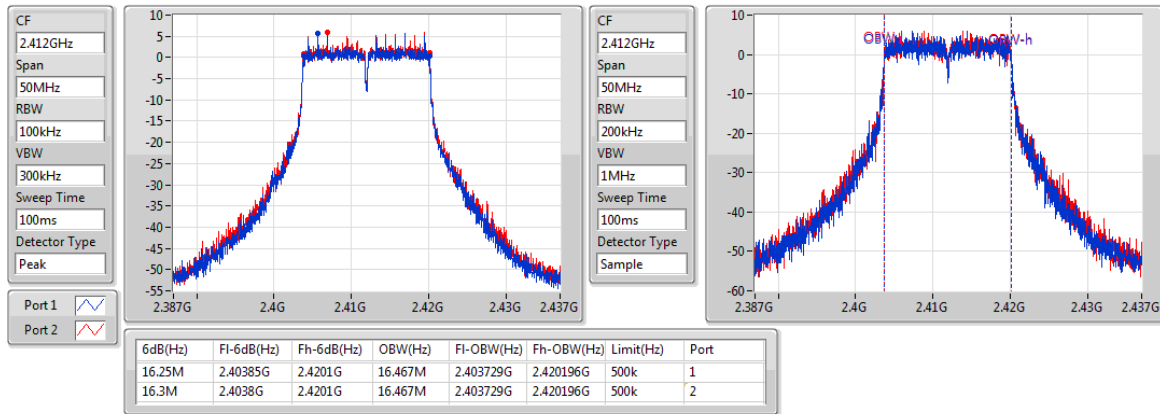 CF
2.412GHz
Span
50MHz
RBW
100kHz
VBW
300kHz
Sweep Time
100ms
Detector Type
Peak
Port 1
Port 2
10
5
0
-5
-10
-15
-20
-25
-30
-35
-40
-45
-50
-55
2.387G 2.4G 2.41G 2.42G 2.437G
CF
2.412GHz
Span
50MHz
RBW
200kHz
VBW
1MHz
Sweep Time
100ms
Detector Type
Sample
10
0
-10
-20
-30
-40
-50
-60
OBW-h
2.387G 2.4G 2.41G 2.42G 2.437G
6dB(Hz) Fl-6dB(Hz) Fh-6dB(Hz) OBW(Hz) Fl-OBW(Hz) Fh-OBW(Hz) Limit(Hz) Port
16.25M 2.40385G 2.4201G 16.467M 2.403729G 2.420196G 500k 1
16.3M 2.4038G 2.4201G 16.467M 2.403729G 2.420196G 500k 2